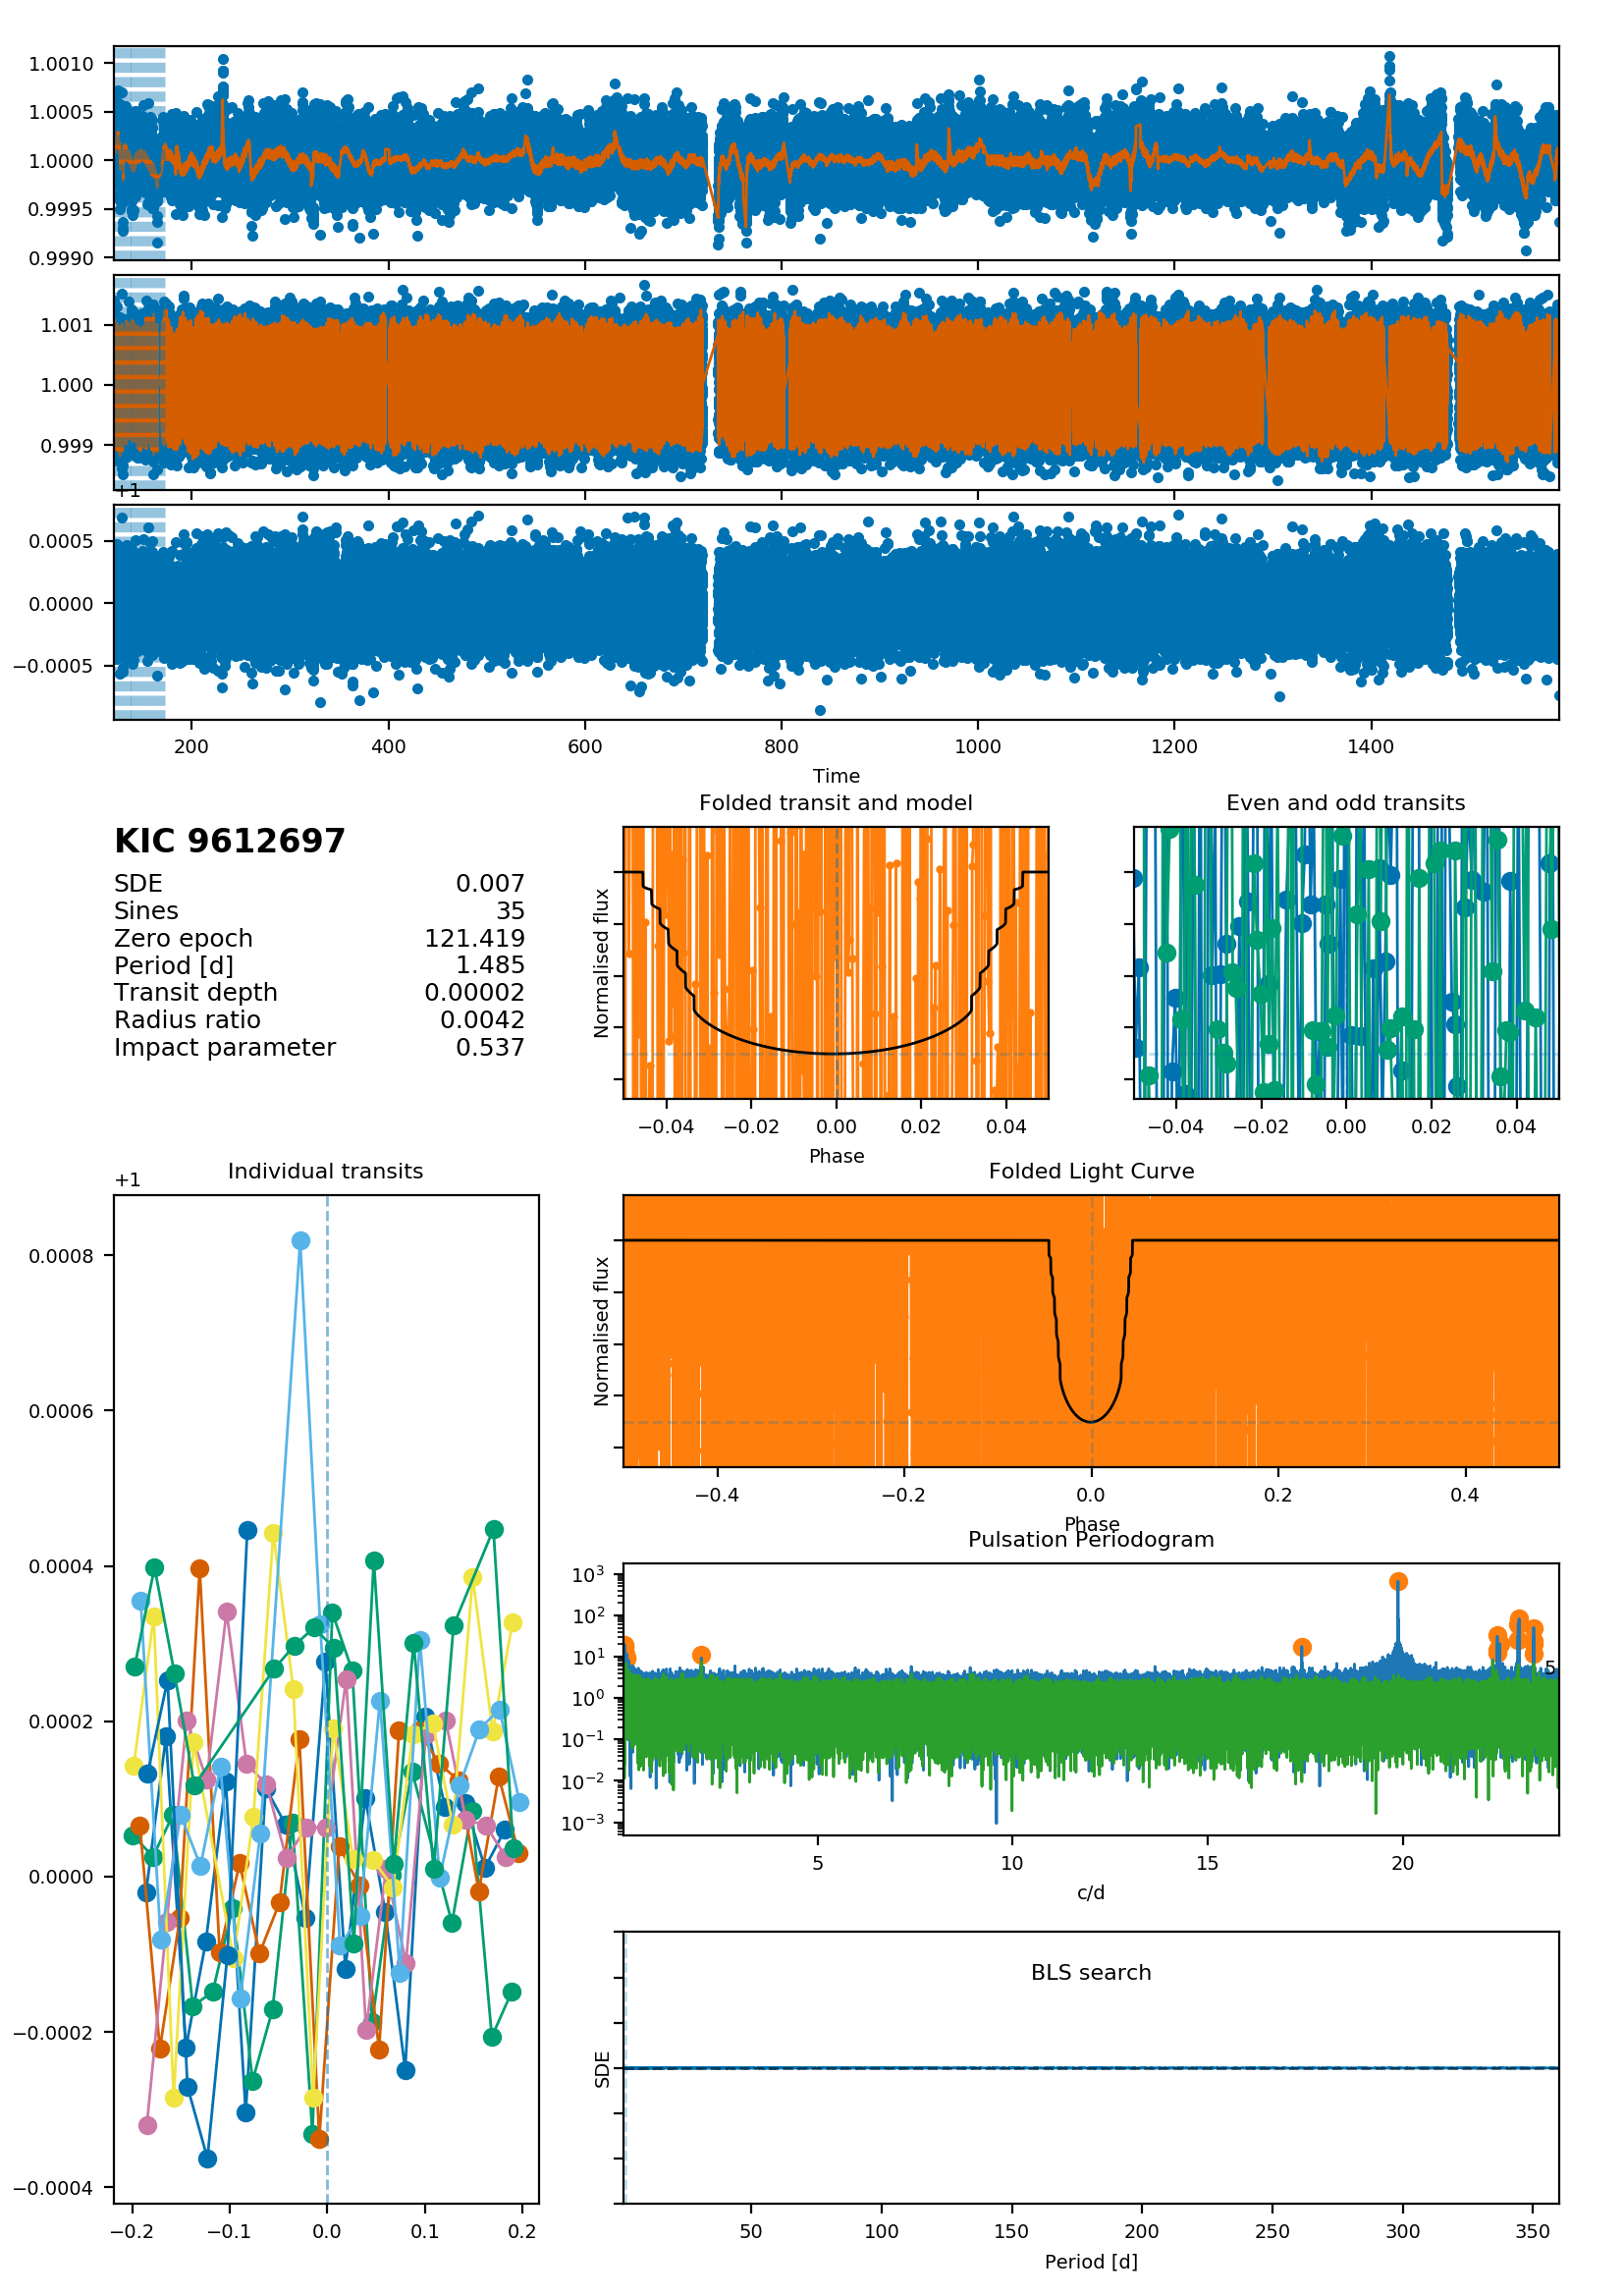 1.0010
1.0005
1.0000
0.9995
0.9990
1.001
1.000
0.999
+1
0.0005
0.0000
−0.0005
200 400 600 800 1000 1200 1400
Time
KIC 9612697
SDE 0.007
Sines 35
Zero epoch 121.419
Period [d] 1.485
Transit depth 0.00002
Radius ratio 0.0042
Impact parameter 0.537
Folded transit and model
Normalised flux
−0.04 −0.02 0.00 0.02 0.04
Phase
Even and odd transits
−0.04 −0.02 0.00 0.02 0.04
Individual transits
+1
0.0008
0.0006
0.0004
0.0002
0.0000
−0.0002
−0.0004
−0.2 −0.1 0.0 0.1 0.2
Folded Light Curve
Normalised flux
−0.4 −0.2 0.0 0.2 0.4
Phase
Pulsation Periodogram
10³
10²
10¹
10⁰
10⁻¹
10⁻²
10⁻³
5
5 10 15 20
c/d
BLS search
SDE
50 100 150 200 250 300 350
Period [d]